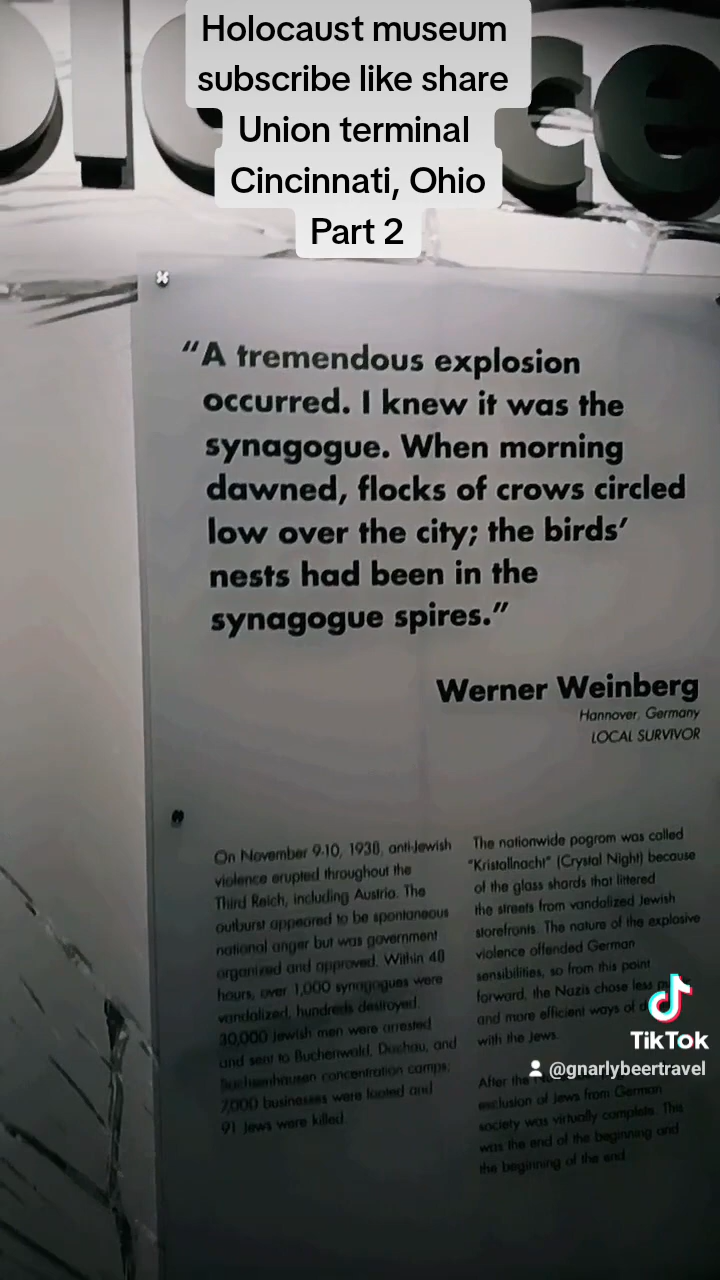 Holocaust museum
subscribe like share
Union terminal
Cincinnati, Ohio
Part 2
“A tremendous explosion
occurred. I knew it was the
synagogue. When morning
dawned, flocks of crows circled
low over the city; the birds’
nests had been in the
synagogue spires.”
Werner Weinberg
Hannover, Germany
LOCAL SURVIVOR
On November 9-10, 1938, anti-Jewish
violence erupted throughout the
Third Reich, including Austria. The
outburst appeared to be spontaneous
national anger but was government
organized and approved. Within 48
hours, over 1,000 synagogues were
vandalized, hundreds destroyed.
30,000 Jewish men were arrested
and sent to Buchenwald, Dachau, and
Sachsenhausen concentration camps;
7,000 businesses were looted and
91 Jews were killed.
The nationwide pogrom was called
“Kristallnacht” (Crystal Night) because
of the glass shards that littered
the streets from vandalized Jewish
storefronts. The nature of the explosive
violence offended German
sensibilities, so from this point
forward, the Nazis chose less
and more efficient ways of
with the Jews.
After the
exclusion of Jews from German
society was virtually complete. This
was the end of the beginning and
the beginning of the end.
TikTok
@gnarlybeertravel